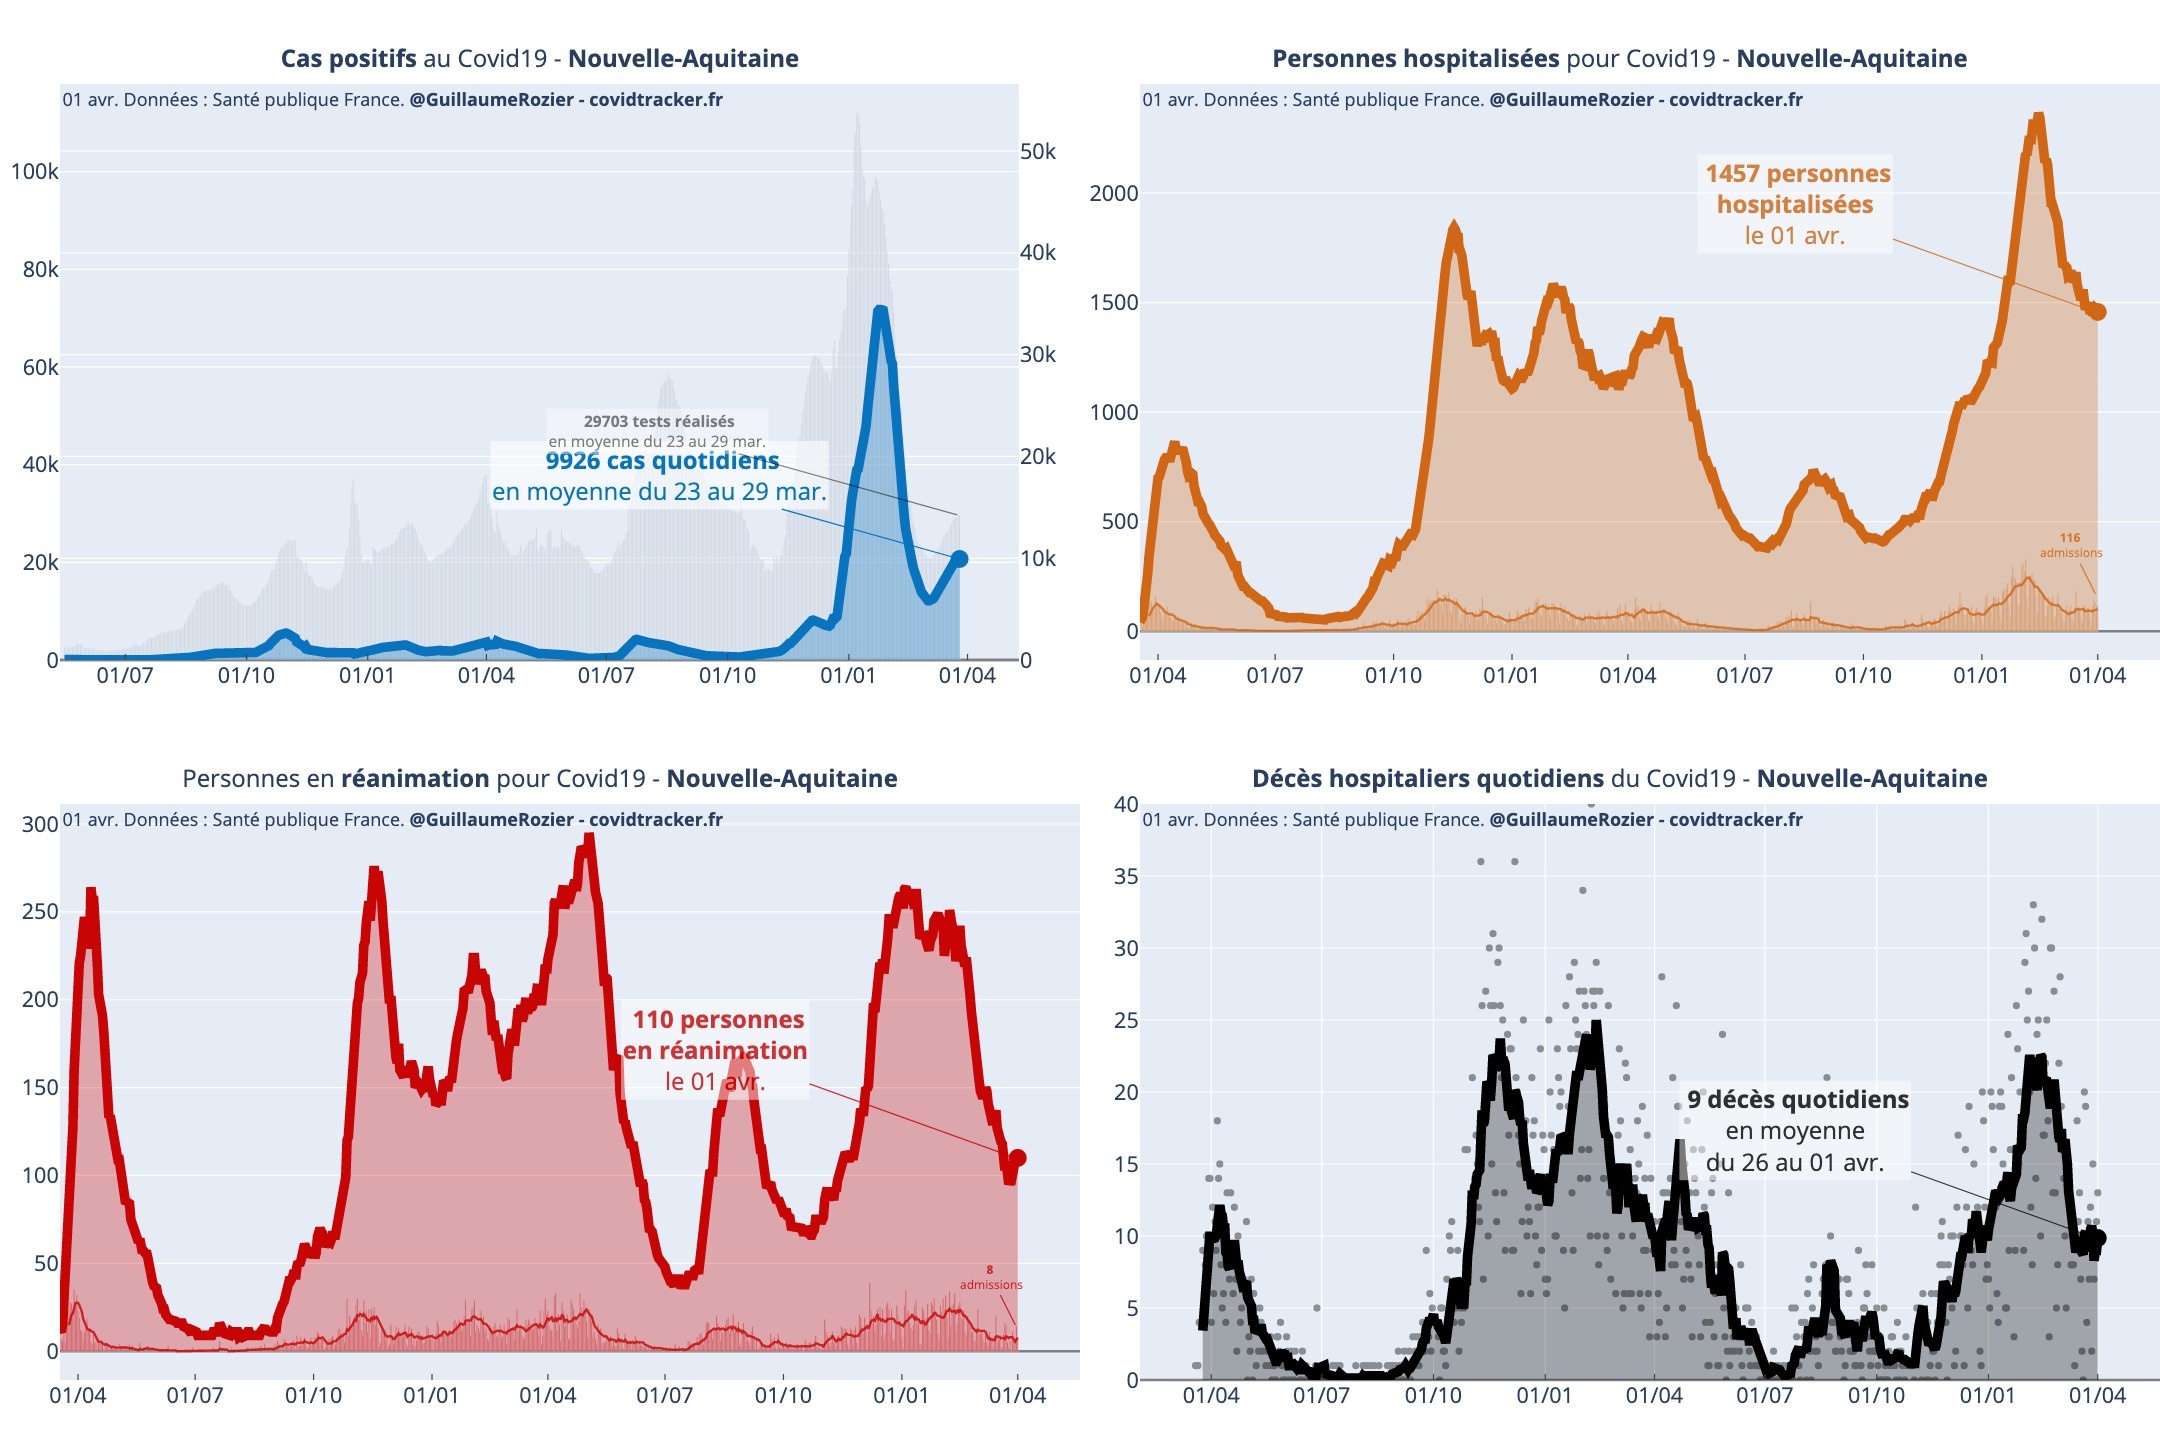 Cas positifs au Covid19 - Nouvelle-Aquitaine
01 avr. Données : Santé publique France. @GuillaumeRozier - covidtracker.fr
100k
80k
60k
40k
20k
0
50k
40k
30k
20k
10k
0
29703 tests réalisés
en moyenne du 23 au 29 mar.
9926 cas quotidiens
en moyenne du 23 au 29 mar.
01/07 01/10 01/01 01/04 01/07 01/10 01/01 01/04
Personnes hospitalisées pour Covid19 - Nouvelle-Aquitaine
01 avr. Données : Santé publique France. @GuillaumeRozier - covidtracker.fr
2000
1500
1000
500
0
1457 personnes
hospitalisées
le 01 avr.
116
admissions
01/04 01/07 01/10 01/01 01/04 01/07 01/10 01/01 01/04
Personnes en réanimation pour Covid19 - Nouvelle-Aquitaine
01 avr. Données : Santé publique France. @GuillaumeRozier - covidtracker.fr
300
250
200
150
100
50
0
110 personnes
en réanimation
le 01 avr.
8
admissions
01/04 01/07 01/10 01/01 01/04 01/07 01/10 01/01 01/04
Décès hospitaliers quotidiens du Covid19 - Nouvelle-Aquitaine
01 avr. Données : Santé publique France. @GuillaumeRozier - covidtracker.fr
40
35
30
25
20
15
10
5
0
9 décès quotidiens
en moyenne
du 26 au 01 avr.
01/04 01/07 01/10 01/01 01/04 01/07 01/10 01/01 01/04